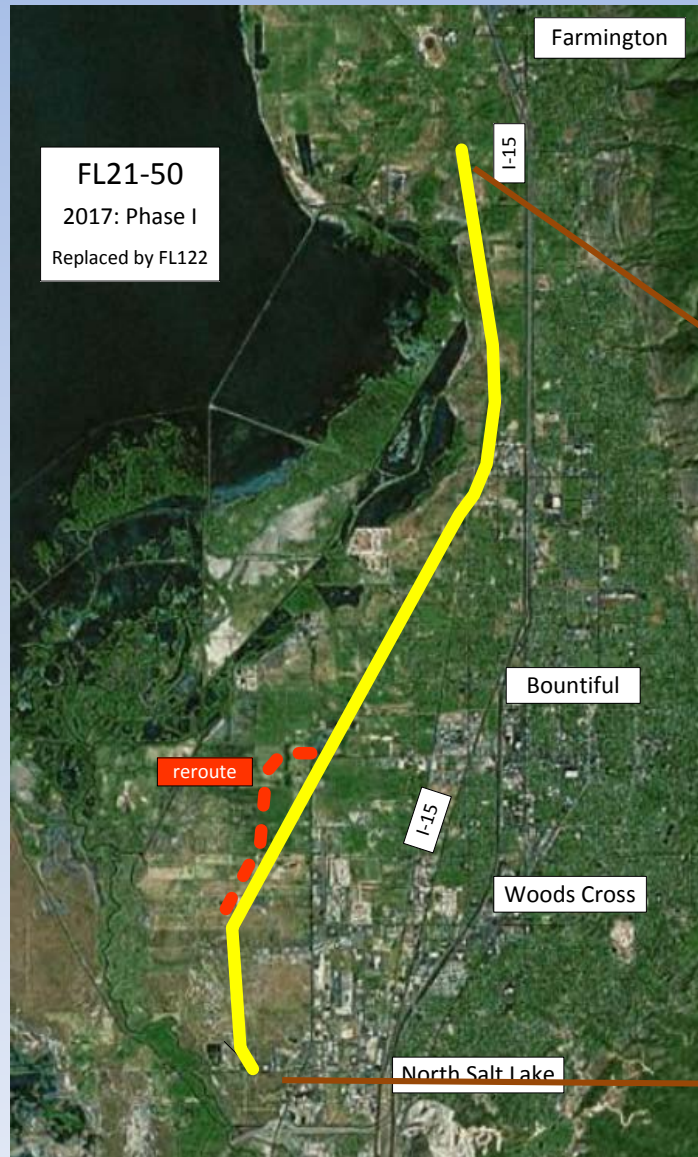 Farmington
I-15
FL21-50
2017: Phase I
Replaced by FL122
Bountiful
reroute
I-15
Woods Cross
North Salt Lake